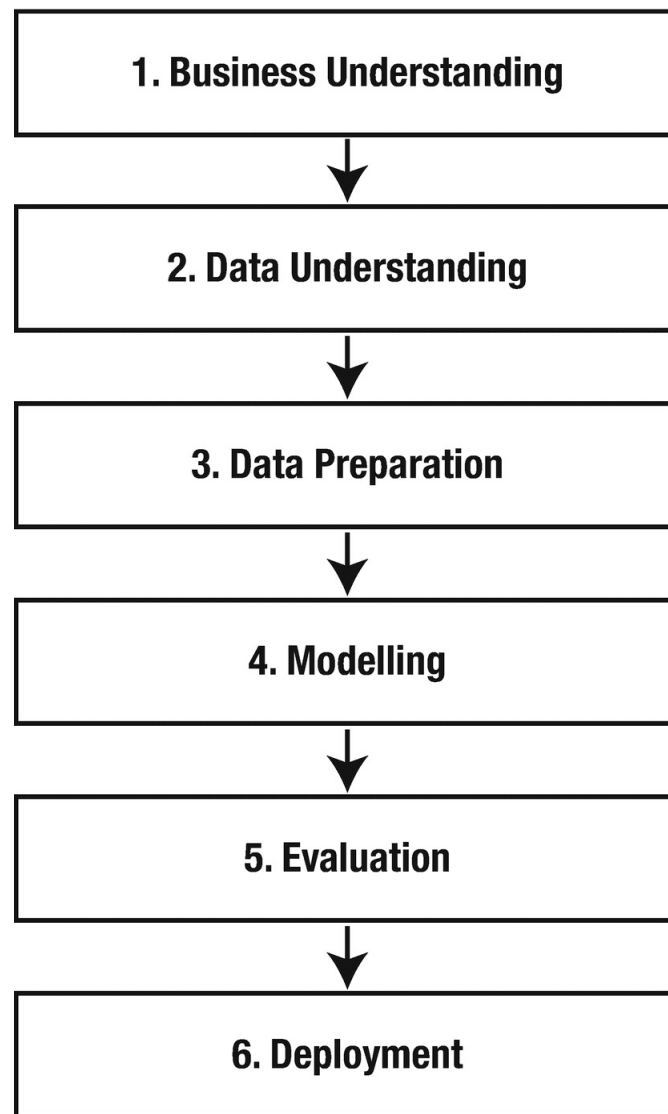 1. Business Understanding
2. Data Understanding
3. Data Preparation
4. Modelling
5. Evaluation
6. Deployment